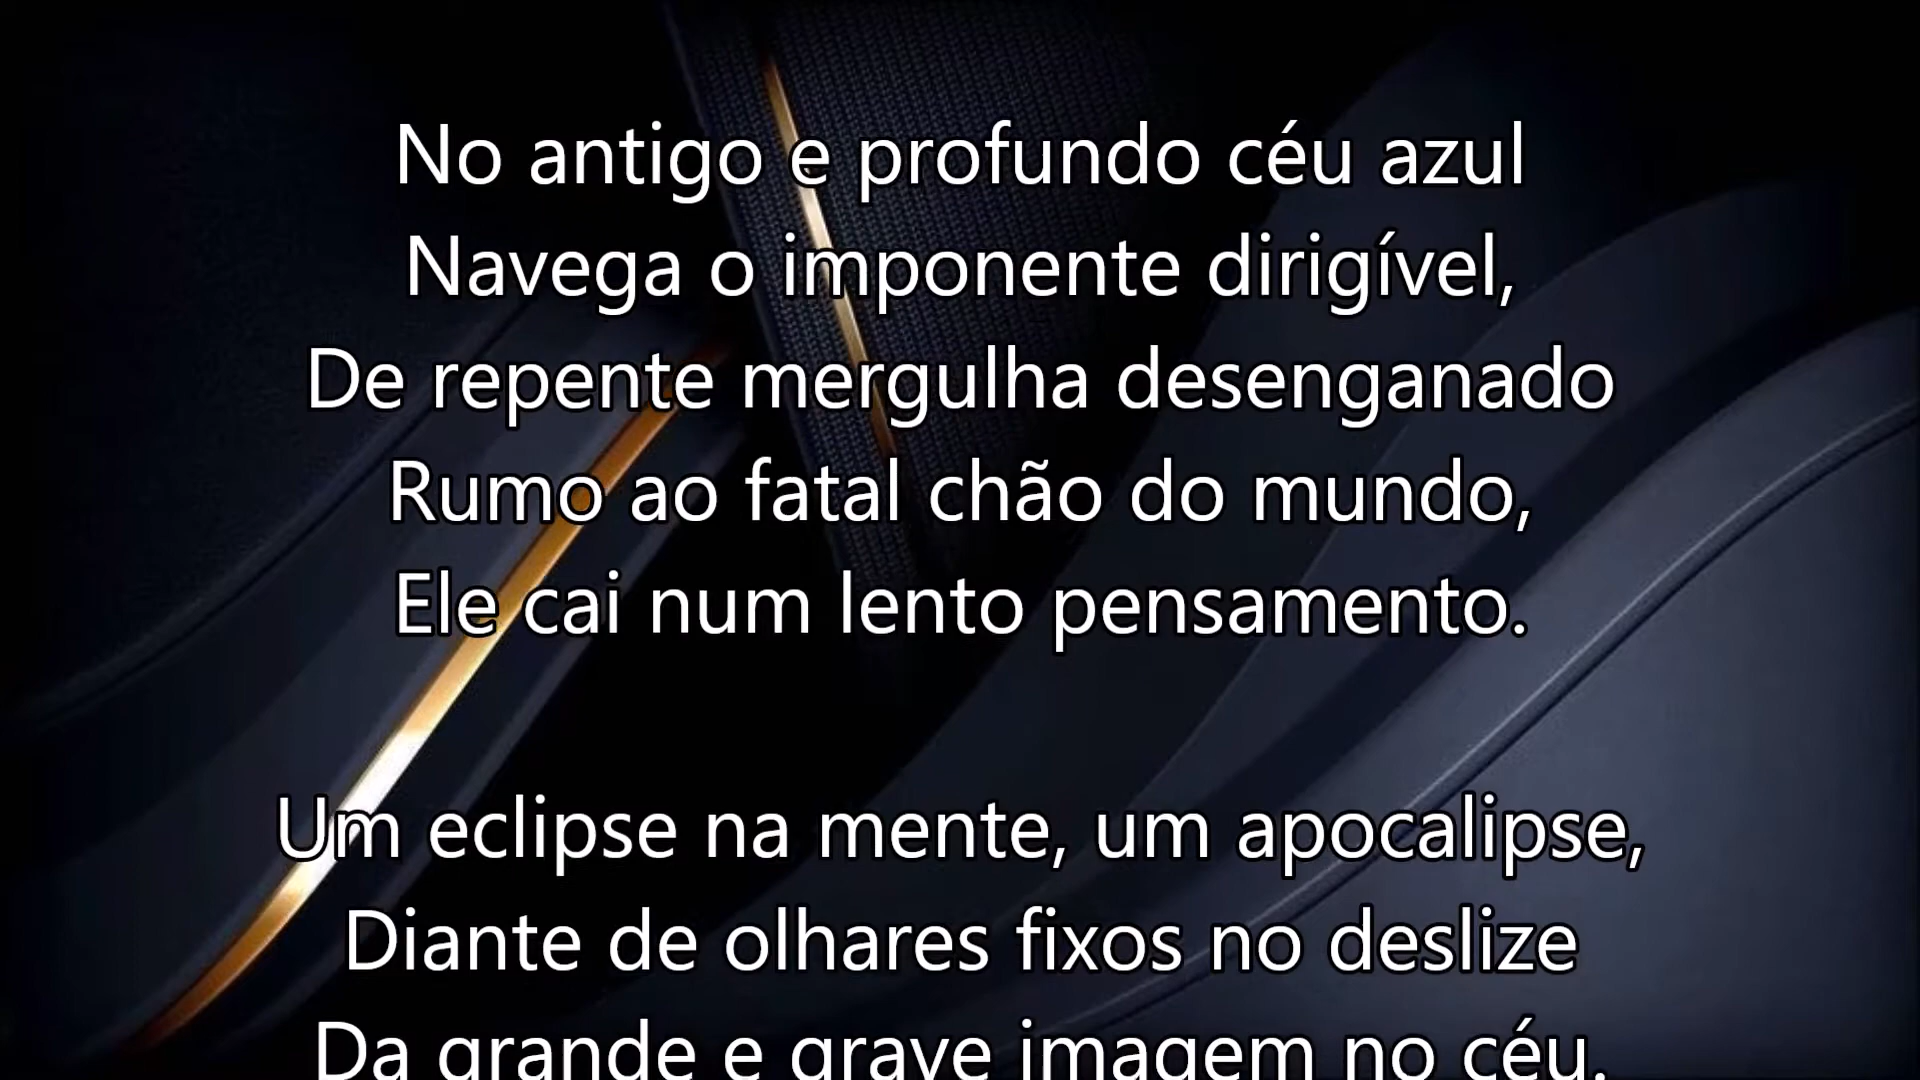 No antigo e profundo céu azul
Navega o imponente dirigível,
De repente mergulha desenganado
Rumo ao fatal chão do mundo,
Ele cai num lento pensamento.
Um eclipse na mente, um apocalipse,
Diante de olhares fixos no deslize
Da grande e grave imagem no céu.